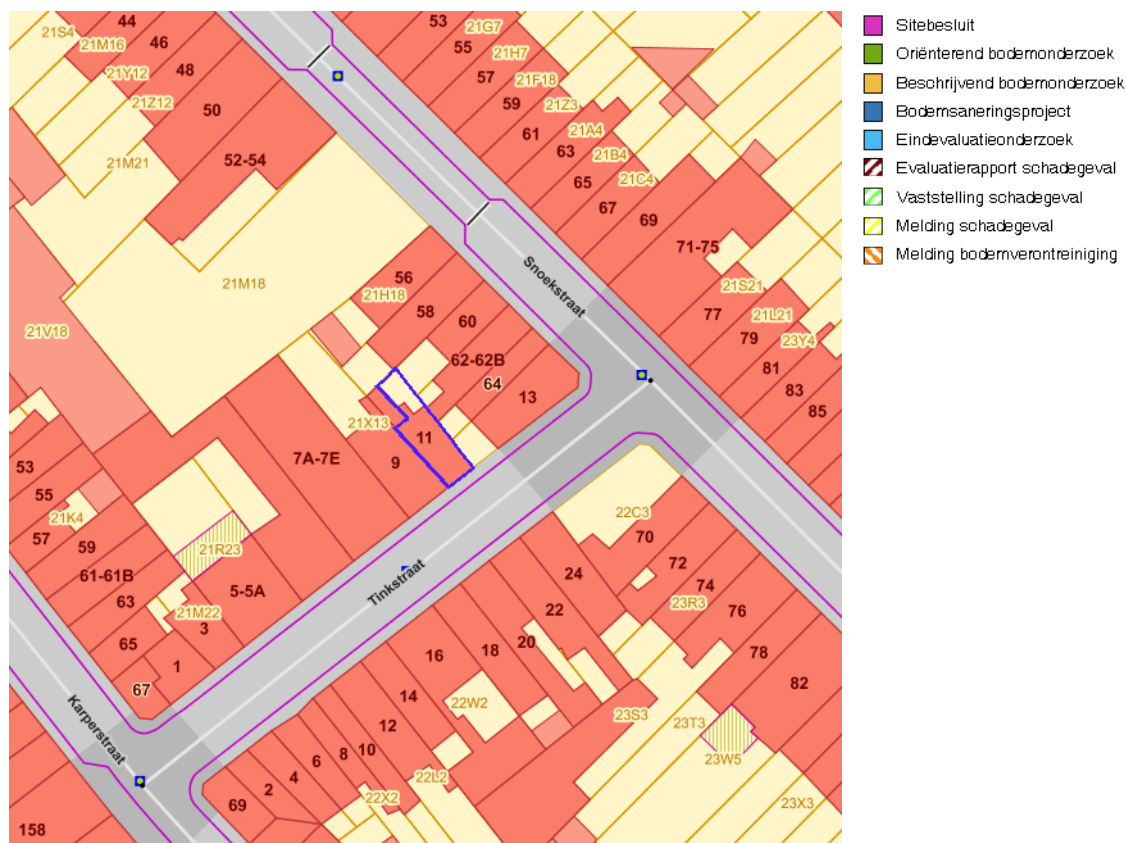 44
21S4
21M16
46
21Y12
48
21Z12
50
21M21
52-54
53
21G7
55
21H7
57
21F18
59
21Z3
61
21A4
63
21B4
65
21C4
67
69
71-75
Snoekstraat
21S21
77
21L21
79
23Y4
81
83
85
21M18
21V18
56
21H18
58
60
62-62B
64
13
21X13
11
9
7A-7E
53
55
21K4
57
59
61-61B
63
65
67
21R23
5-5A
21M22
3
1
Tinkstraat
Karperstraat
22C3
70
72
74
23R3
76
78
82
24
22
20
18
16
14
22W2
12
10
8
6
4
2
69
22L2
22X2
23S3
23T3
23W5
23X3
158
Sitebesluit
Oriënterend bodemonderzoek
Beschrijvend bodemonderzoek
Bodemsaneringsproject
Eindevaluatieonderzoek
Evaluatierapport schadegeval
Vaststelling schadegeval
Melding schadegeval
Melding bodemverontreiniging